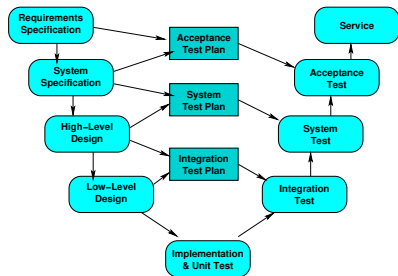 Requirements
Specification
Service
Acceptance
Test Plan
System
Specification
Acceptance
Test
System
Test Plan
High-Level
Design
System
Test
Integration
Test Plan
Low-Level
Design
Integration
Test
Implementation
& Unit Test